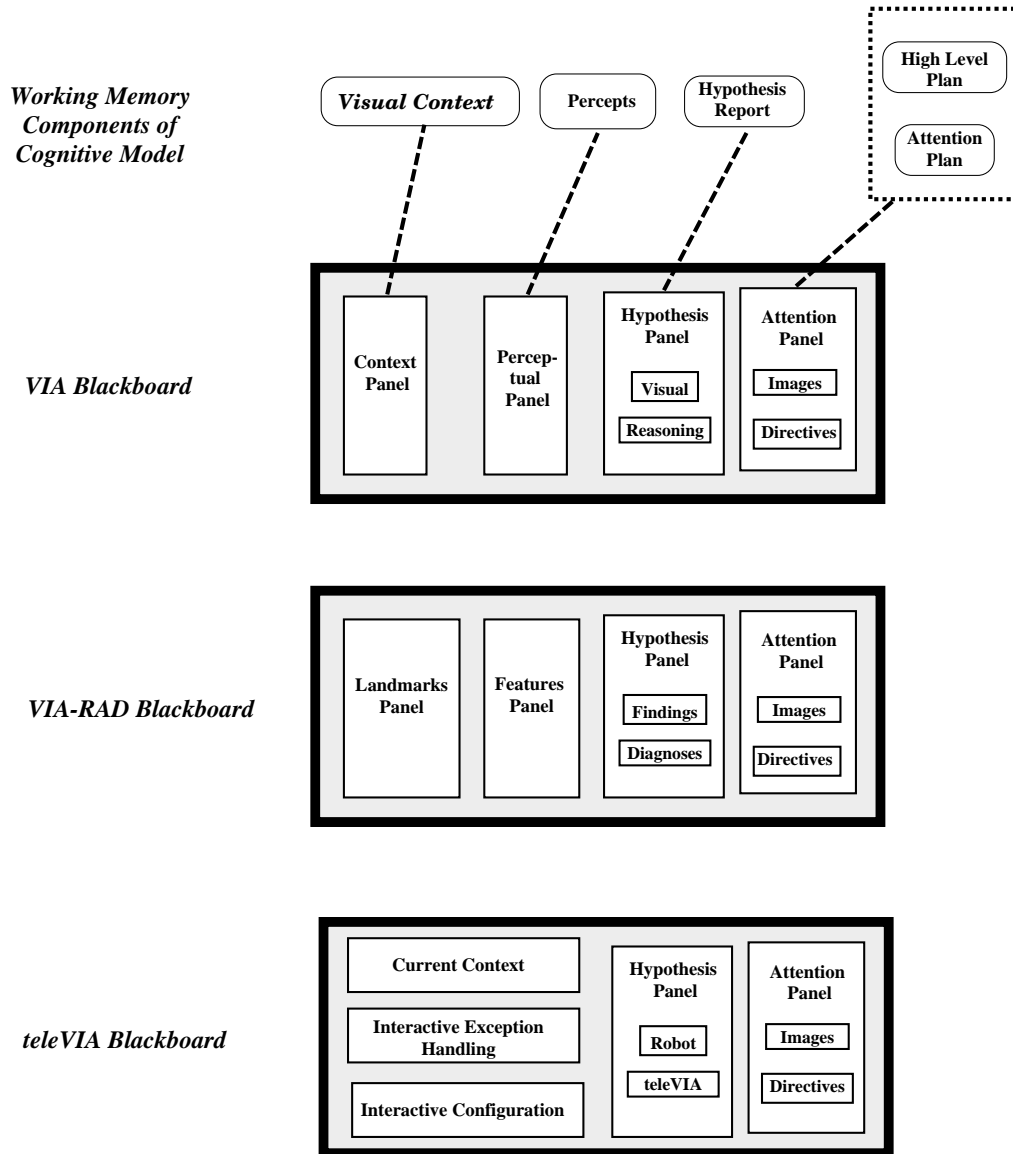 Working Memory
Components of
Cognitive Model
Visual Context
Percepts
Hypothesis
Report
High Level
Plan
Attention
Plan
VIA Blackboard
Context
Panel
Percep-
tual
Panel
Hypothesis
Panel
Visual
Reasoning
Attention
Panel
Images
Directives
VIA-RAD Blackboard
Landmarks
Panel
Features
Panel
Hypothesis
Panel
Findings
Diagnoses
Attention
Panel
Images
Directives
teleVIA Blackboard
Current Context
Interactive Exception
Handling
Interactive Configuration
Hypothesis
Panel
Robot
teleVIA
Attention
Panel
Images
Directives